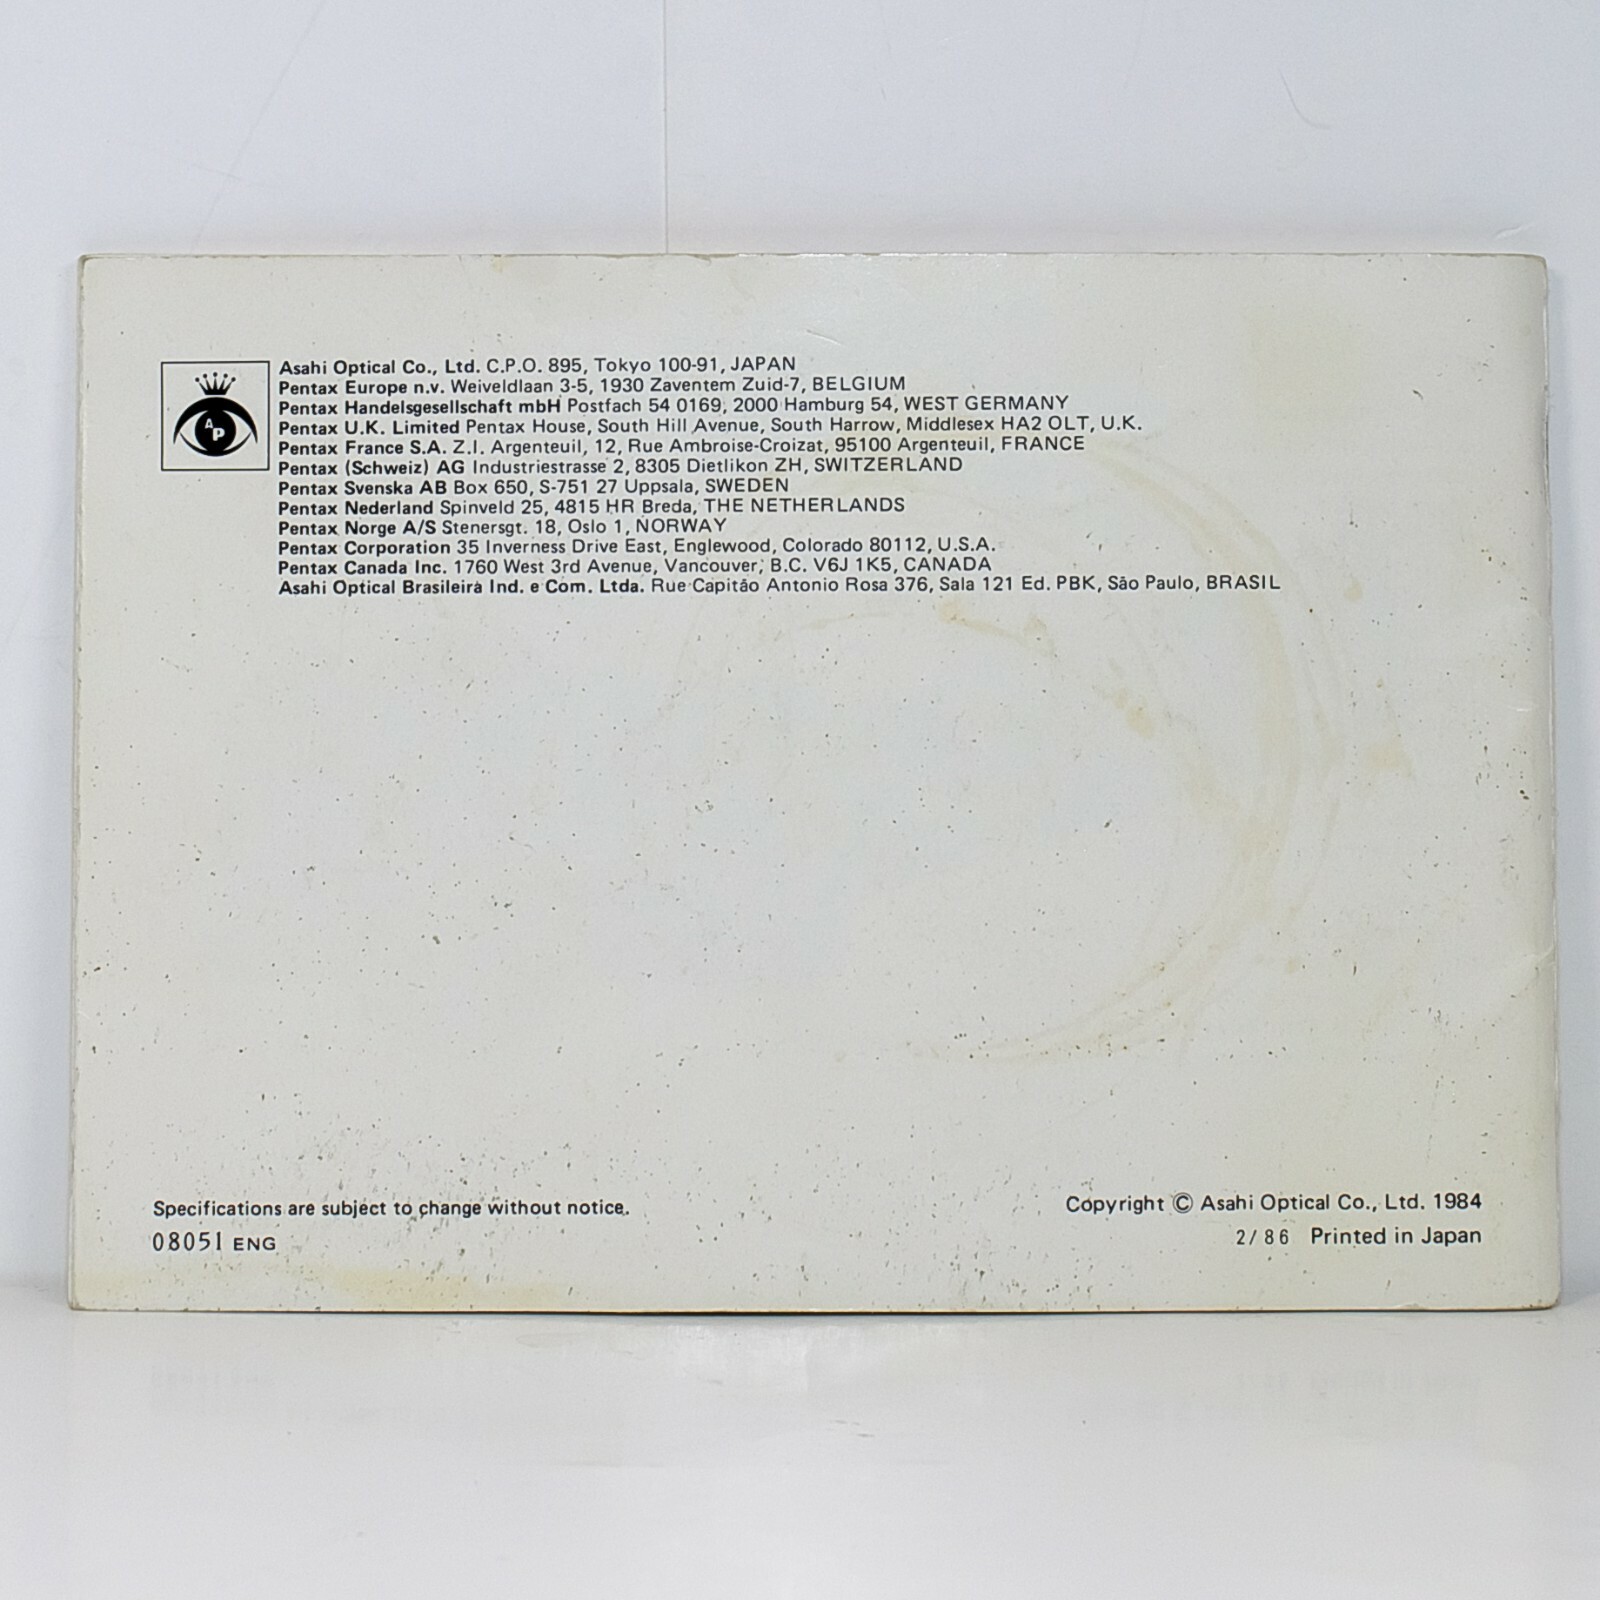 AP
Asahi Optical Co., Ltd. C.P.O. 895, Tokyo 100-91, JAPAN
Pentax Europe n.v. Weiveldlaan 3-5, 1930 Zaventem Zuid-7, BELGIUM
Pentax Handelsgesellschaft mbH Postfach 54 0169, 2000 Hamburg 54, WEST GERMANY
Pentax U.K. Limited Pentax House, South Hill Avenue, South Harrow, Middlesex HA2 OLT, U.K.
Pentax France S.A. Z.I. Argenteuil, 12, Rue Ambroise-Croizat, 95100 Argenteuil, FRANCE
Pentax (Schweiz) AG Industriestrasse 2, 8305 Dietlikon ZH, SWITZERLAND
Pentax Svenska AB Box 650, S-751 27 Uppsala, SWEDEN
Pentax Nederland Spinveld 25, 4815 HR Breda, THE NETHERLANDS
Pentax Norge A/S Stenersgt. 18, Oslo 1, NORWAY
Pentax Corporation 35 Inverness Drive East, Englewood, Colorado 80112, U.S.A.
Pentax Canada Inc. 1760 West 3rd Avenue, Vancouver, B.C. V6J 1K5, CANADA
Asahi Optical Brasileira Ind. e Com. Ltda. Rue Capitão Antonio Rosa 376, Sala 121 Ed. PBK, São Paulo, BRASIL
Specifications are subject to change without notice.
08051 ENG
Copyright © Asahi Optical Co., Ltd. 1984
2/86 Printed in Japan